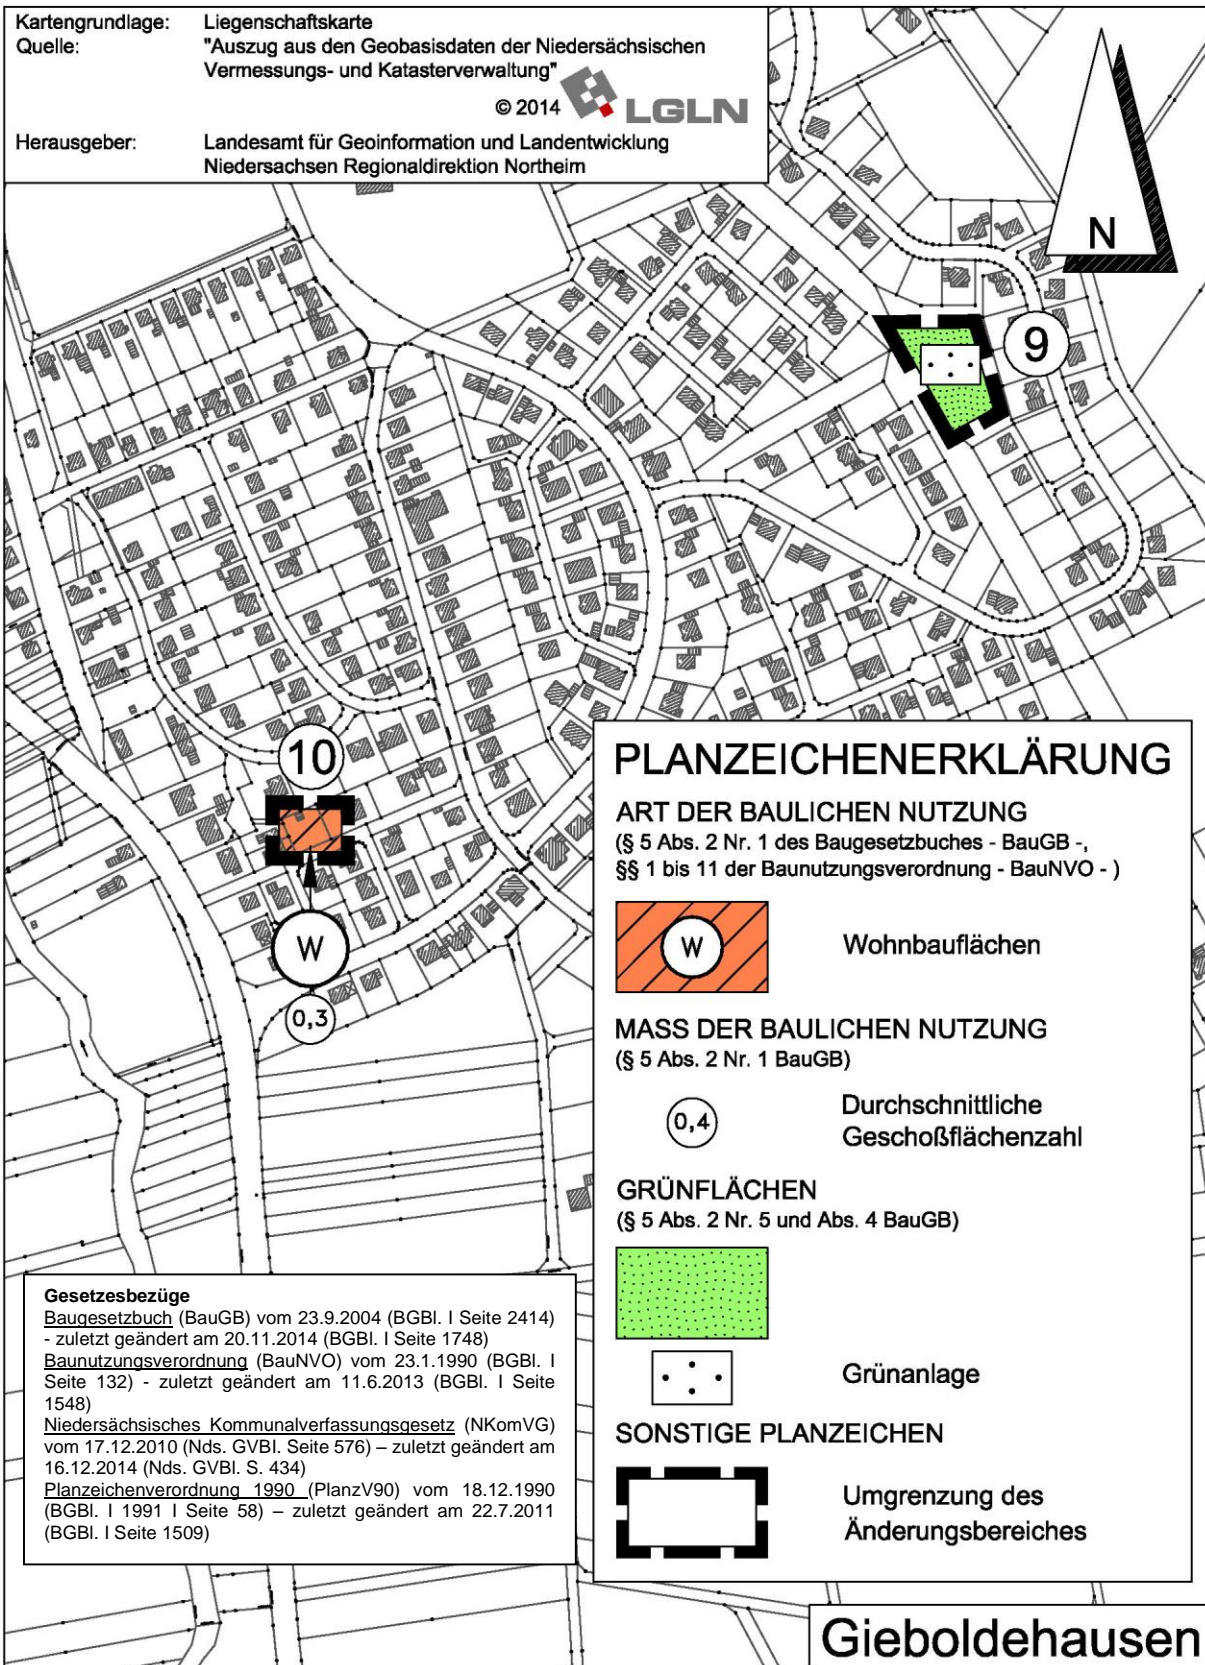 Kartengrundlage: Liegenschaftskarte
Quelle: "Auszug aus den Geobasisdaten der Niedersächsischen
Vermessungs- und Katasterverwaltung"
© 2014 LGLN
Herausgeber: Landesamt für Geoinformation und Landentwicklung
Niedersachsen Regionaldirektion Northeim
N
9
10
W
0,3
PLANZEICHENERKLÄRUNG
ART DER BAULICHEN NUTZUNG
(§ 5 Abs. 2 Nr. 1 des Baugesetzbuches - BauGB -,
§§ 1 bis 11 der Baunutzungsverordnung - BauNVO - )
W Wohnbauflächen
MASS DER BAULICHEN NUTZUNG
(§ 5 Abs. 2 Nr. 1 BauGB)
0,4 Durchschnittliche
Geschoßflächenzahl
GRÜNFLÄCHEN
(§ 5 Abs. 2 Nr. 5 und Abs. 4 BauGB)
Grünanlage
SONSTIGE PLANZEICHEN
Umgrenzung des
Änderungsbereiches
Gesetzesbezüge
Baugesetzbuch (BauGB) vom 23.9.2004 (BGBl. I Seite 2414)
- zuletzt geändert am 20.11.2014 (BGBl. I Seite 1748)
Baunutzungsverordnung (BauNVO) vom 23.1.1990 (BGBl. I
Seite 132) - zuletzt geändert am 11.6.2013 (BGBl. I Seite
1548)
Niedersächsisches Kommunalverfassungsgesetz (NKomVG)
vom 17.12.2010 (Nds. GVBl. Seite 576) – zuletzt geändert am
16.12.2014 (Nds. GVBl. S. 434)
Planzeichenverordnung 1990 (PlanzV90) vom 18.12.1990
(BGBl. I 1991 I Seite 58) – zuletzt geändert am 22.7.2011
(BGBl. I Seite 1509)
Gieboldehausen